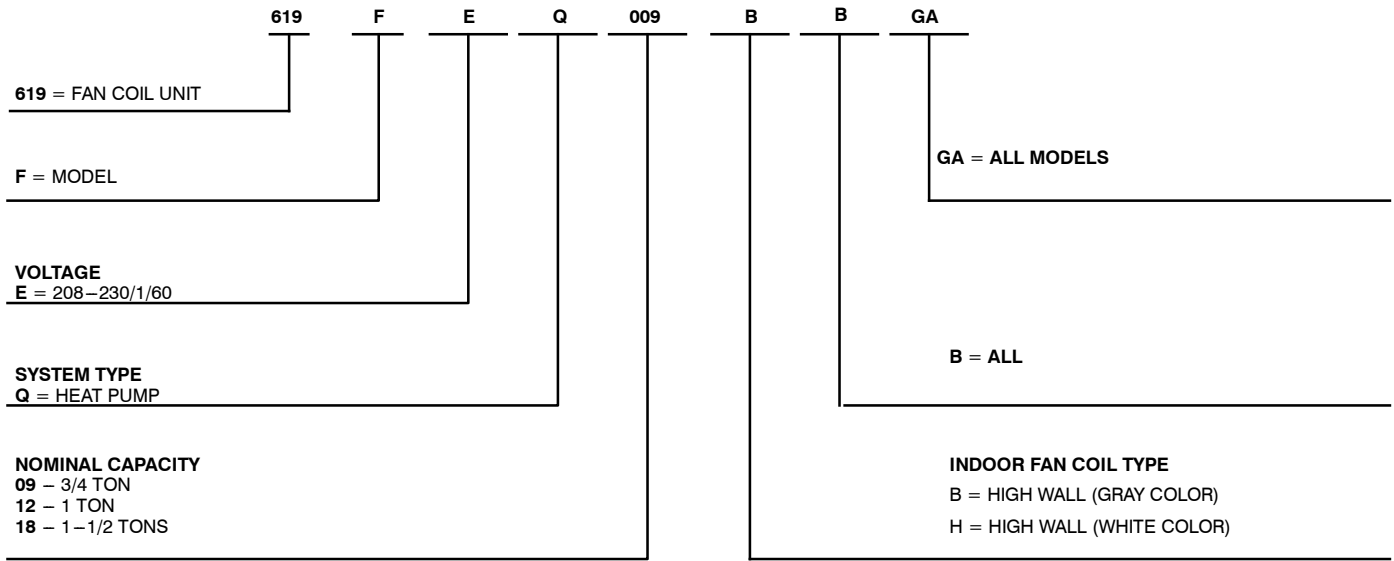 619 F E Q 009 B B GA
619 = FAN COIL UNIT
F = MODEL
VOLTAGE
E = 208−230/1/60
SYSTEM TYPE
Q = HEAT PUMP
NOMINAL CAPACITY
09 − 3/4 TON
12 − 1 TON
18 − 1−1/2 TONS
GA = ALL MODELS
B = ALL
INDOOR FAN COIL TYPE
B = HIGH WALL (GRAY COLOR)
H = HIGH WALL (WHITE COLOR)